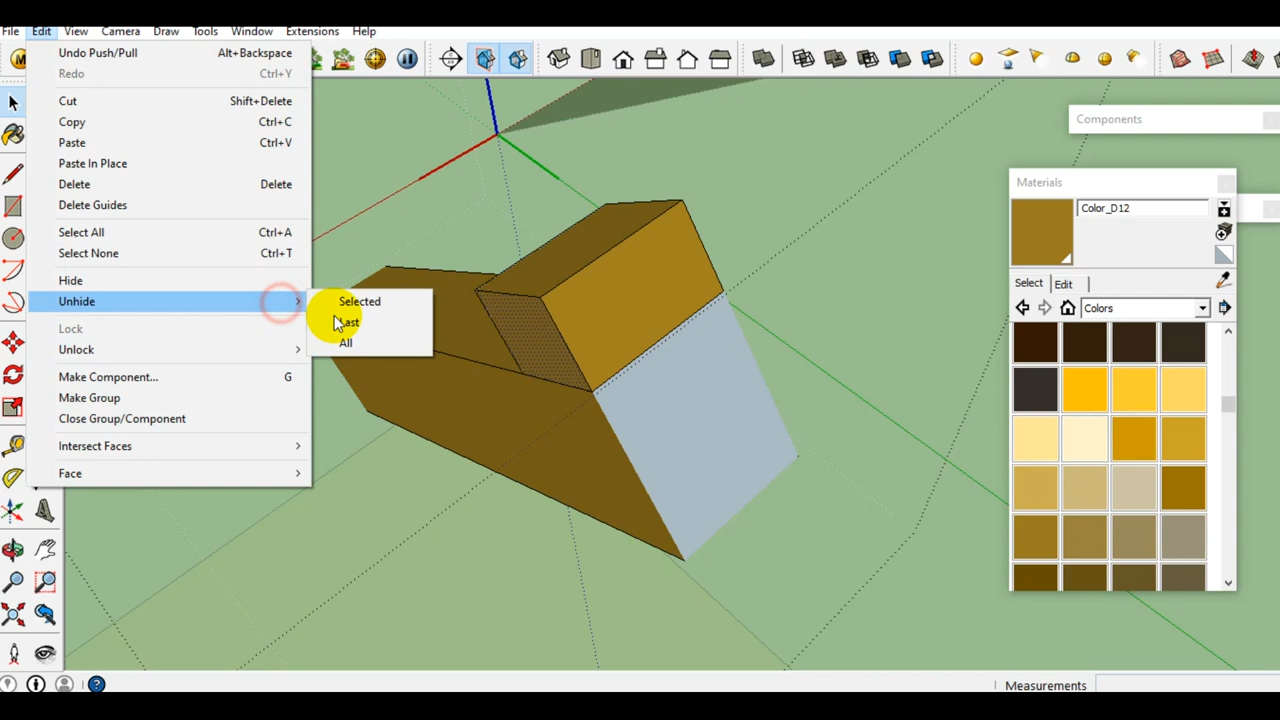 File Edit View Camera Draw Tools Window Extensions Help
Undo Push/Pull Alt+Backspace
Redo Ctrl+Y
Cut Shift+Delete
Copy Ctrl+C
Paste Ctrl+V
Paste In Place
Delete Delete
Delete Guides
Select All Ctrl+A
Select None Ctrl+T
Hide
Unhide
Lock
Unlock
Make Component... G
Make Group
Close Group/Component
Intersect Faces
Face
Selected
Last
All
Components
Materials
Color_D12
Select Edit
Colors
Measurements